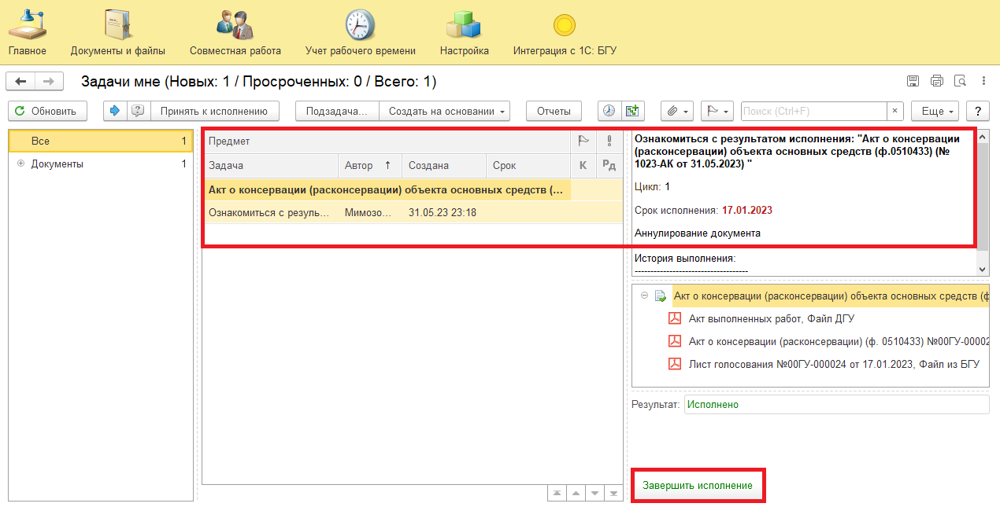 Главное
Документы и файлы
Совместная работа
Учет рабочего времени
Настройка
Интеграция с 1С: БГУ
Задачи мне (Новых: 1 / Просроченных: 0 / Всего: 1)
Обновить
Принять к исполнению
Подзадача...
Создать на основании
Отчеты
Поиск (Ctrl+F)
×
Еще
?
Все 1
Документы 1
Предмет
Задача Автор ↑ Создана Срок К Рд
Акт о консервации (расконсервации) объекта основных средств (...
Ознакомиться с резуль... Мимозо... 31.05.23 23:18
Ознакомиться с результатом исполнения: "Акт о консервации
(расконсервации) объекта основных средств (ф.0510433) (№
1023-АК от 31.05.2023) "
Цикл: 1
Срок исполнения: 17.01.2023
Аннулирование документа
История выполнения:
------------------------------------
Акт о консервации (расконсервации) объекта основных средств (ф
Акт выполненных работ, Файл ДГУ
Акт о консервации (расконсервации) (ф. 0510433) №00ГУ-00002
Лист голосования №00ГУ-000024 от 17.01.2023, Файл из БГУ
Результат: Исполнено
Завершить исполнение